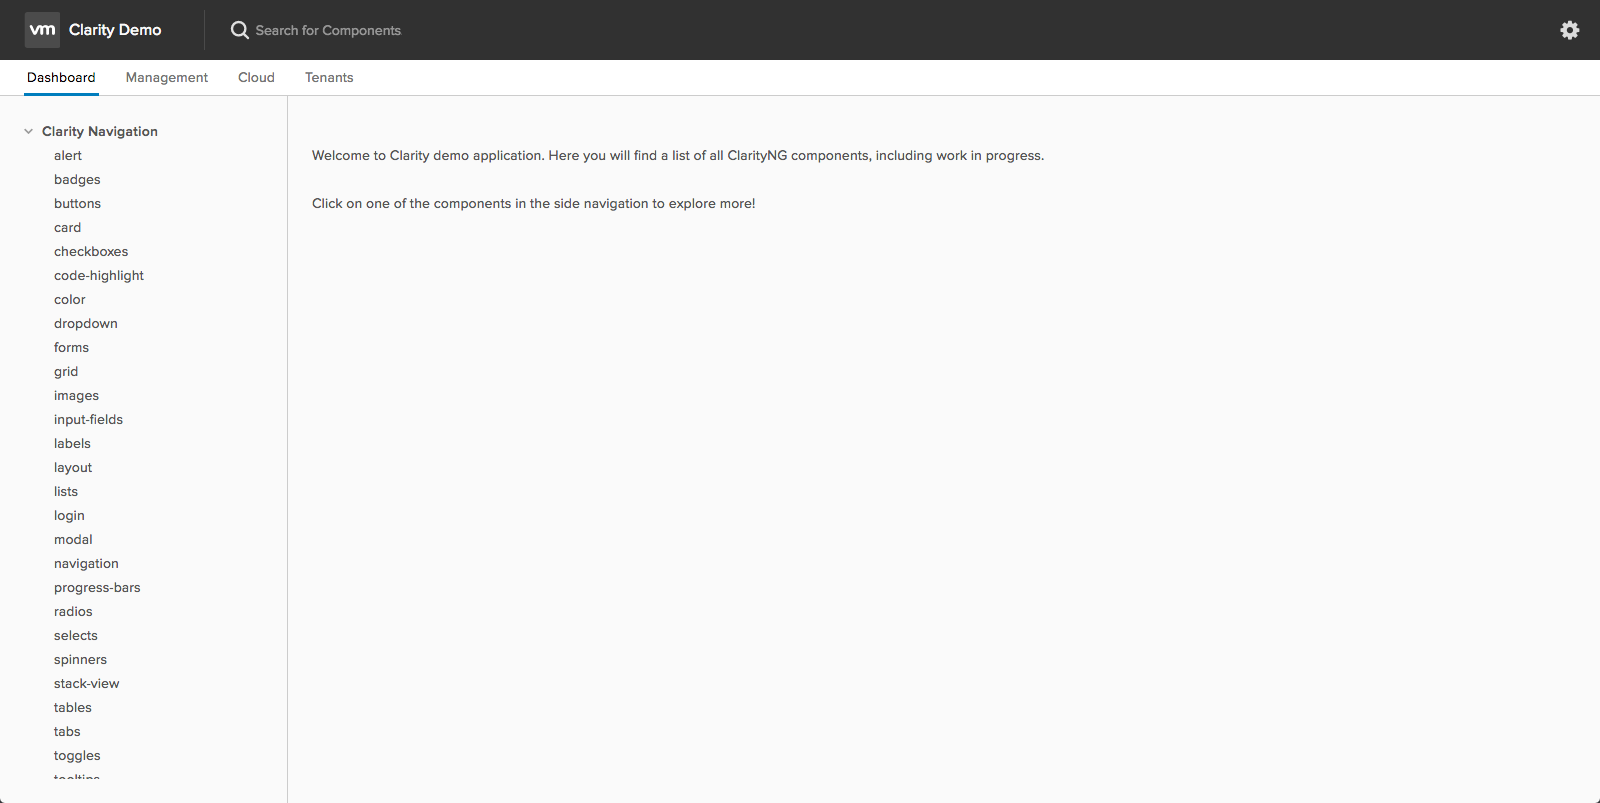 vm Clarity Demo Search for Components
Dashboard Management Cloud Tenants
Clarity Navigation
alert
badges
buttons
card
checkboxes
code-highlight
color
dropdown
forms
grid
images
input-fields
labels
layout
lists
login
modal
navigation
progress-bars
radios
selects
spinners
stack-view
tables
tabs
toggles
tooltips
Welcome to Clarity demo application. Here you will find a list of all ClarityNG components, including work in progress.
Click on one of the components in the side navigation to explore more!